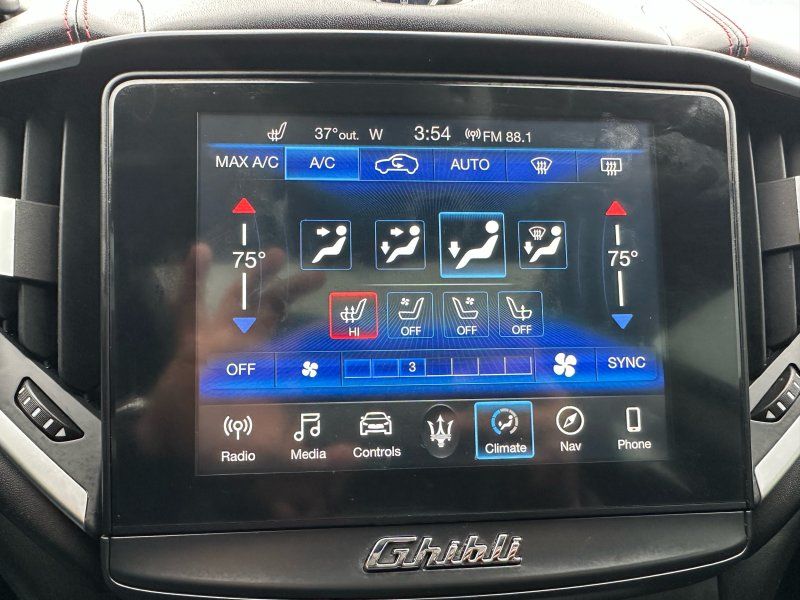 37°out. W 3:54 FM 88.1
MAX A/C A/C AUTO
75° 75°
HI OFF OFF OFF
OFF 3 SYNC
Radio Media Controls Climate Nav Phone
Ghibli